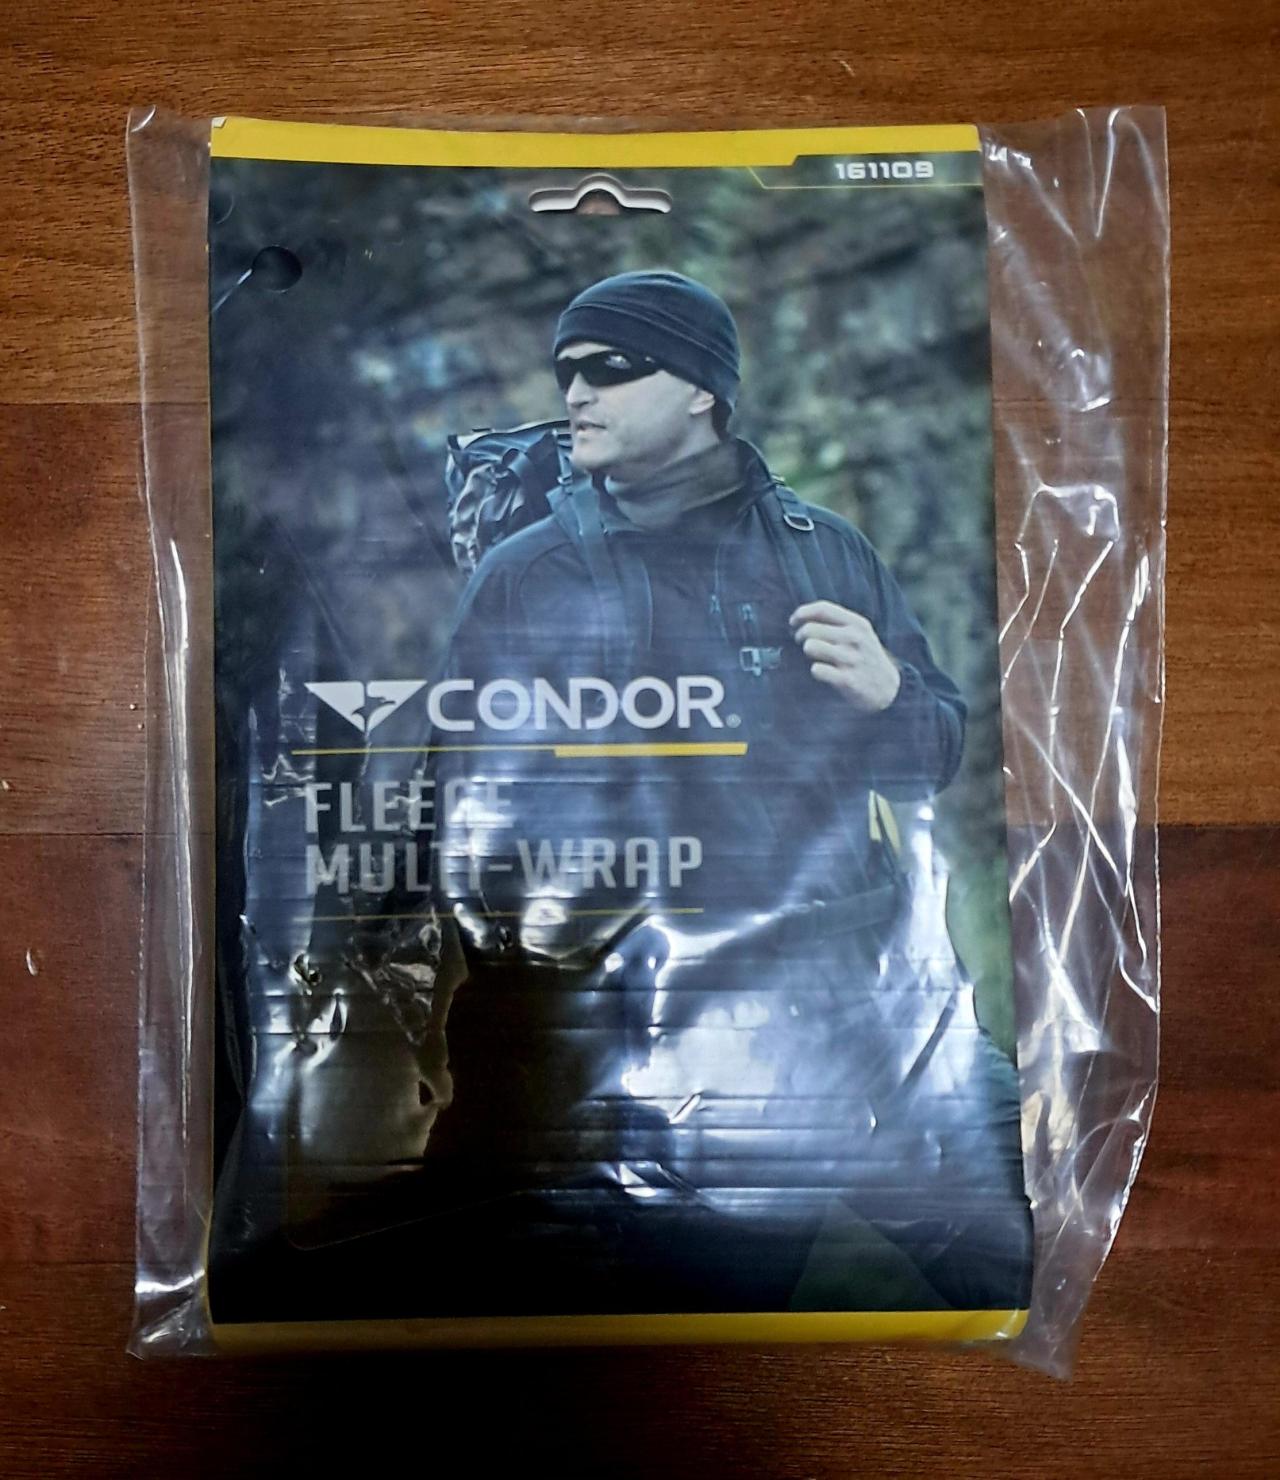 161109
CONDOR®
FLEECE
MULTI-WRAP